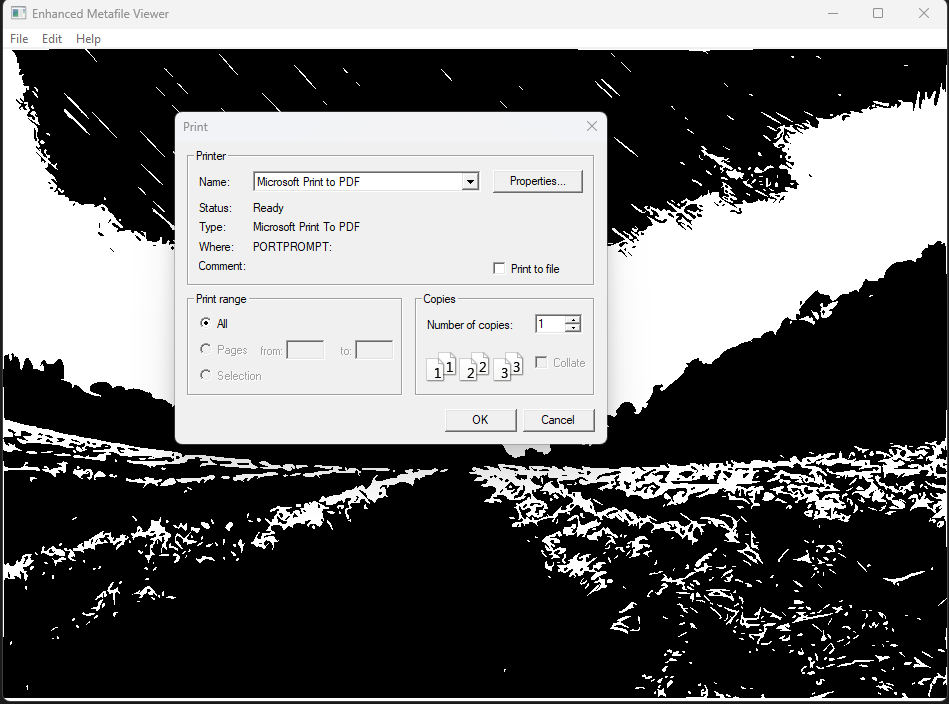 Enhanced Metafile Viewer
File Edit Help
Print
Printer
Name: Microsoft Print to PDF Properties...
Status: Ready
Type: Microsoft Print To PDF
Where: PORTPROMPT:
Comment: Print to file
Print range Copies
All Number of copies: 1
Pages from: to:
1 1 2 2 3 3 Collate
Selection
OK Cancel